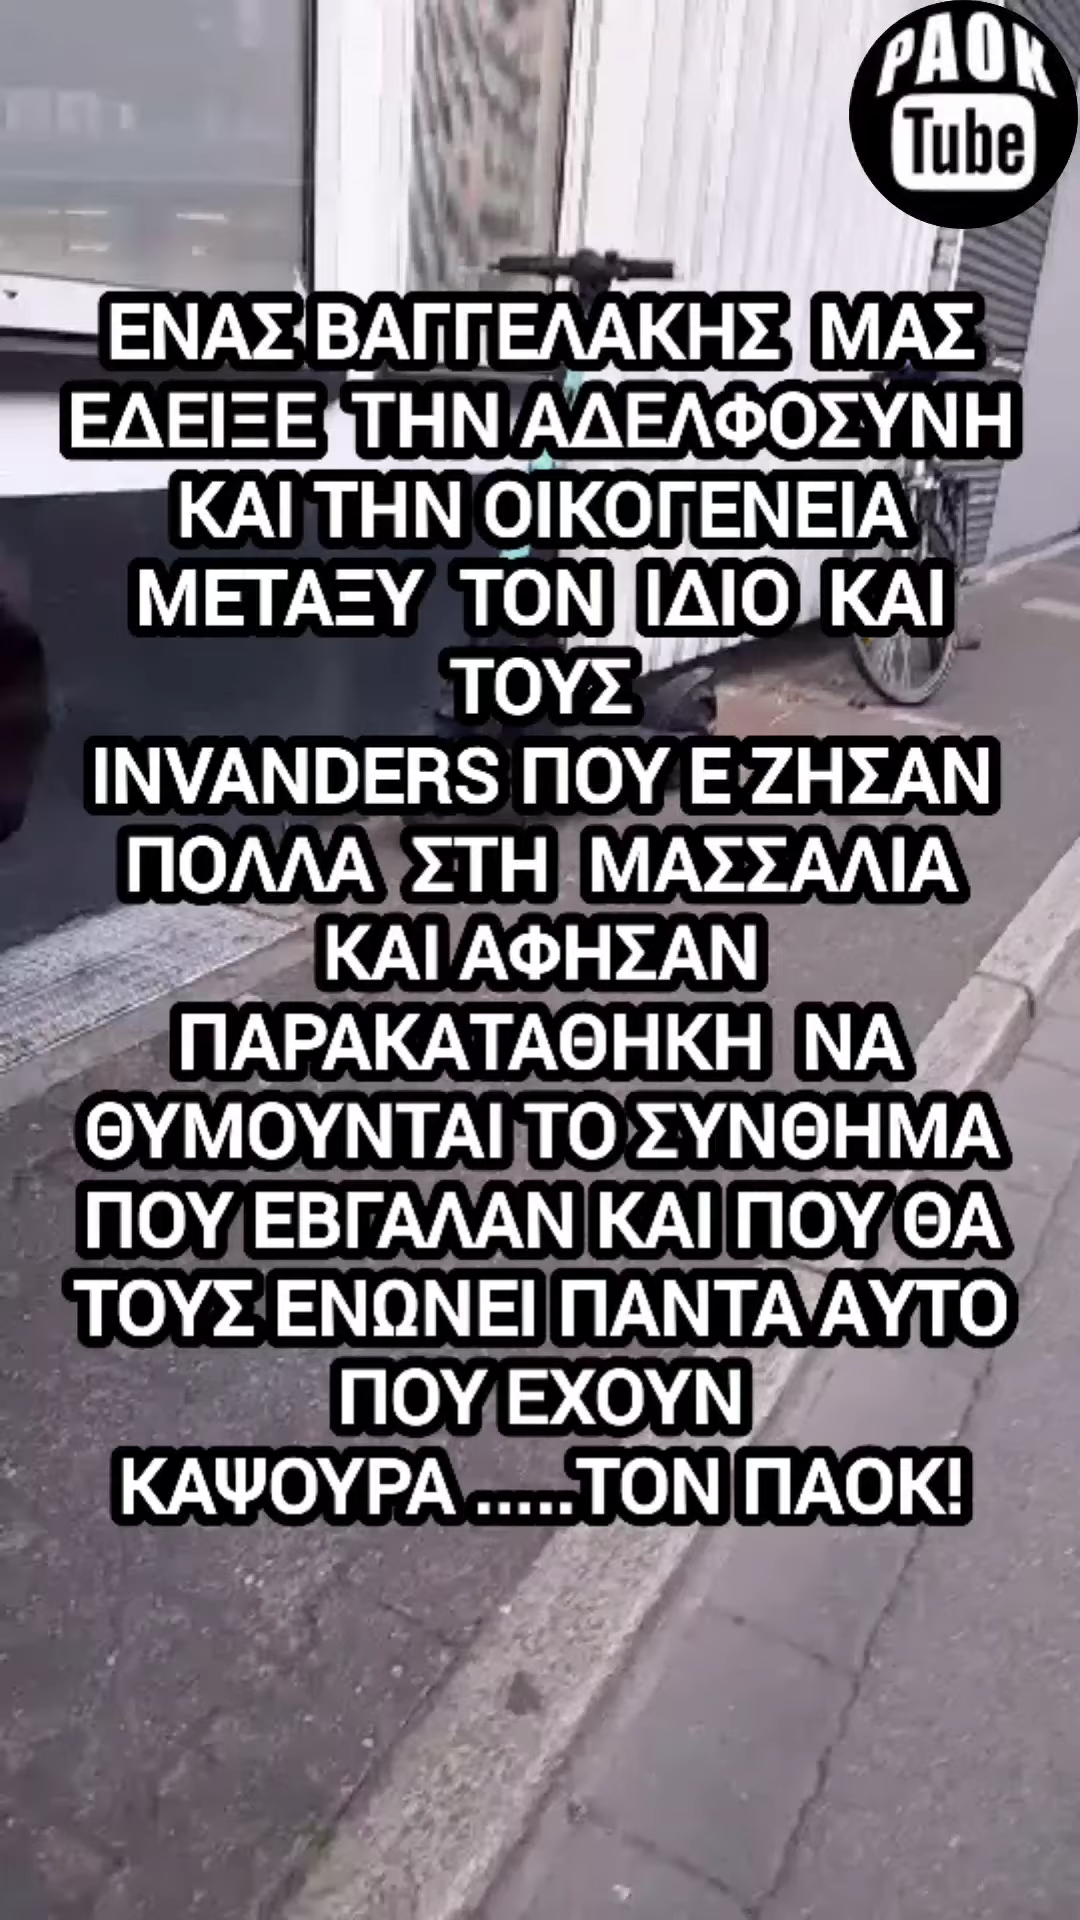 PAOK
Tube
ΕΝΑΣ ΒΑΓΓΕΛΑΚΗΣ ΜΑΣ
ΕΔΕΙΞΕ ΤΗΝ ΑΔΕΛΦΟΣΥΝΗ
ΚΑΙ ΤΗΝ ΟΙΚΟΓΕΝΕΙΑ
ΜΕΤΑΞΥ ΤΟΝ ΙΔΙΟ ΚΑΙ
ΤΟΥΣ
INVANDERS ΠΟΥ Ε ΖΗΣΑΝ
ΠΟΛΛΑ ΣΤΗ ΜΑΣΣΑΛΙΑ
ΚΑΙ ΑΦΗΣΑΝ
ΠΑΡΑΚΑΤΑΘΗΚΗ ΝΑ
ΘΥΜΟΥΝΤΑΙ ΤΟ ΣΥΝΘΗΜΑ
ΠΟΥ ΕΒΓΑΛΑΝ ΚΑΙ ΠΟΥ ΘΑ
ΤΟΥΣ ΕΝΩΝΕΙ ΠΑΝΤΑ ΑΥΤΟ
ΠΟΥ ΕΧΟΥΝ
ΚΑΨΟΥΡΑ .....ΤΟΝ ΠΑΟΚ!